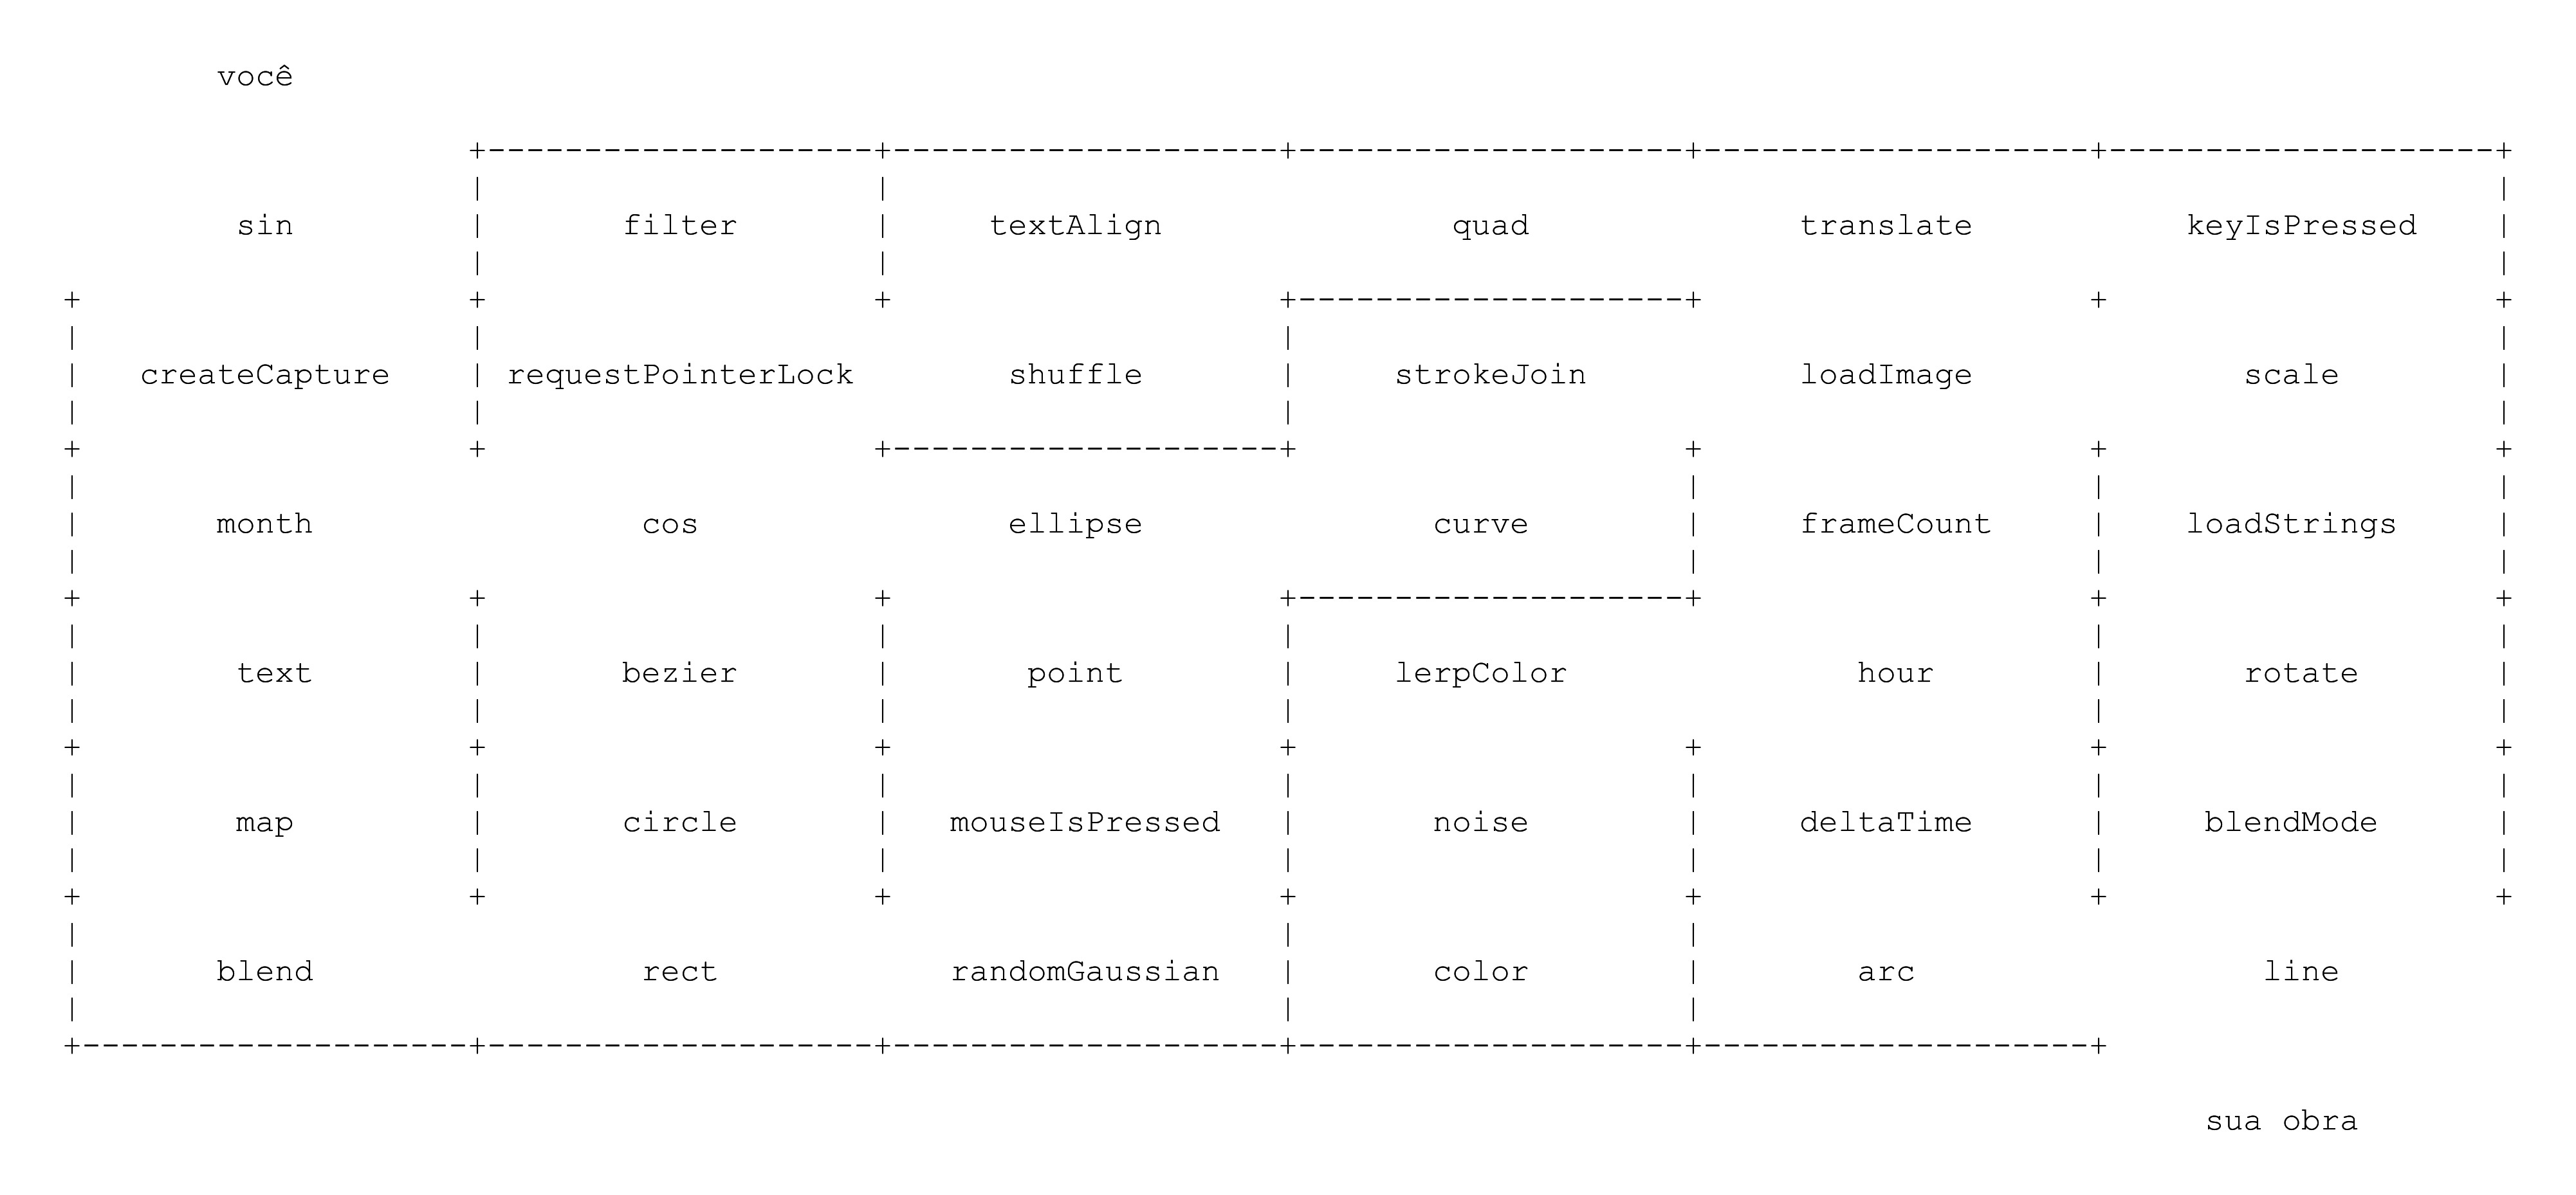 você
sin filter textAlign quad translate keyIsPressed
createCapture requestPointerLock shuffle strokeJoin loadImage scale
month cos ellipse curve frameCount loadStrings
text bezier point lerpColor hour rotate
map circle mouseIsPressed noise deltaTime blendMode
blend rect randomGaussian color arc line
sua obra